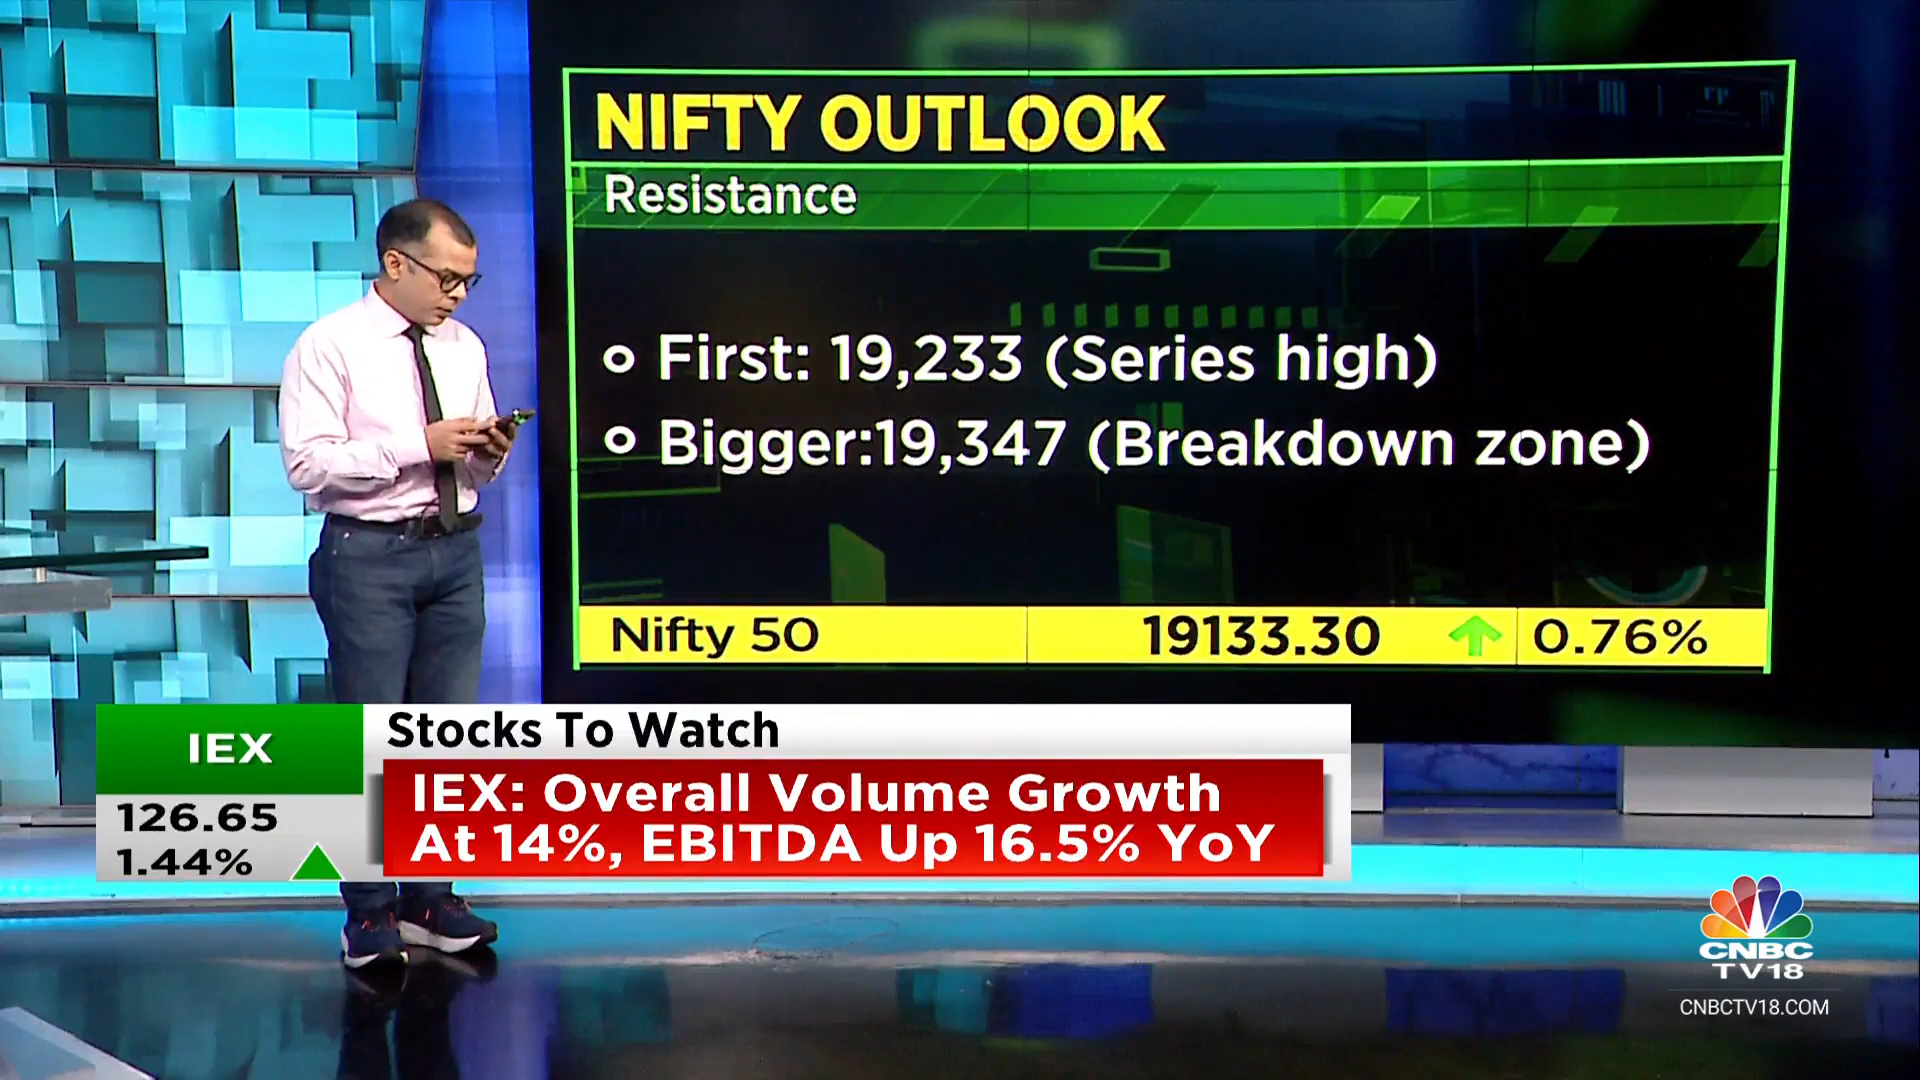 NIFTY OUTLOOK
Resistance
First: 19,233 (Series high)
Bigger:19,347 (Breakdown zone)
Nifty 50 19133.30 0.76%
IEX
126.65
1.44%
Stocks To Watch
IEX: Overall Volume Growth
At 14%, EBITDA Up 16.5% YoY
CNBC
TV18
CNBCTV18.COM